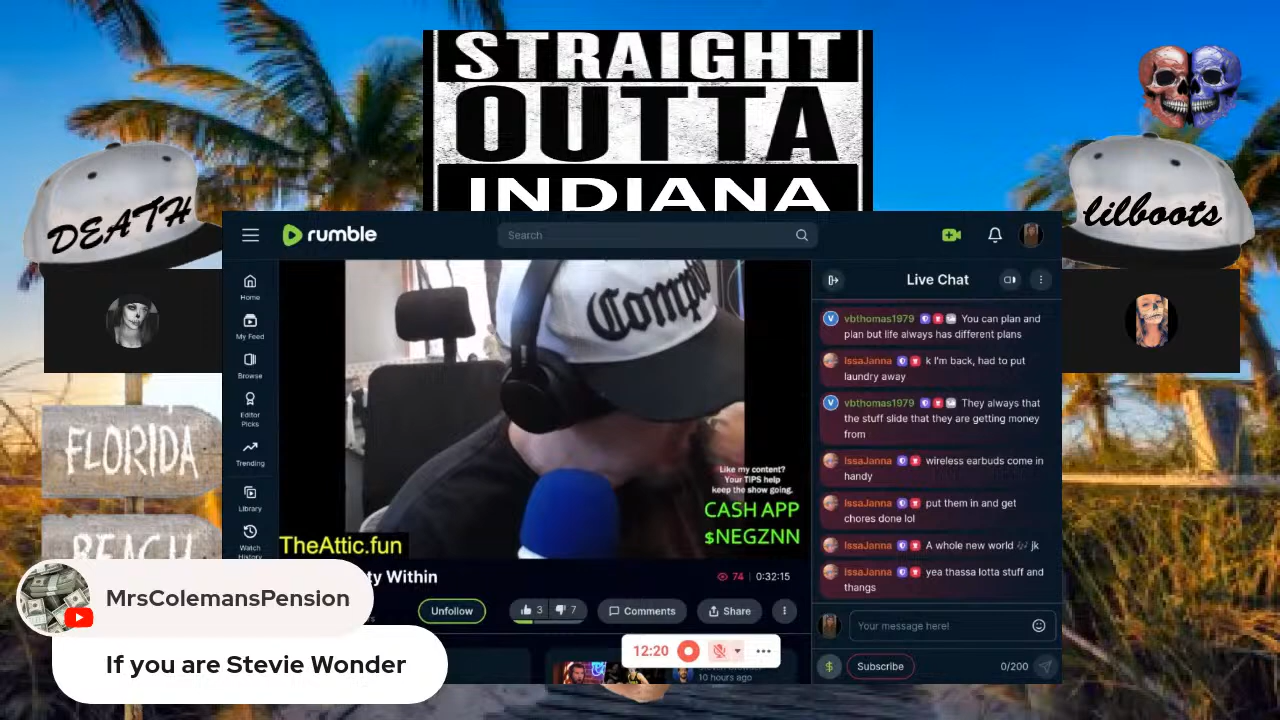 STRAIGHT
OUTTA
INDIANA
DEATH
lilboots
rumble
Search
Home
My Feed
Browse
Editor
Picks
Trending
Library
Watch
History
Compt
Like my content?
Your TIPS help
keep the show going.
CASH APP
$NEGZNN
TheAttic.fun
ty Within
74
0:32:15
Unfollow
3
7
Comments
Share
10 hours ago
12:20
Live Chat
V
vbthomas1979 You can plan and
plan but life always has different plans
IssaJanna k I'm back, had to put
laundry away
V
vbthomas1979 They always that
the stuff slide that they are getting money
from
IssaJanna wireless earbuds come in
handy
IssaJanna put them in and get
chores done lol
IssaJanna A whole new world 🎶 jk
IssaJanna yea thassa lotta stuff and
thangs
Your message here!
$
Subscribe
0/200
FLORIDA
BEACH
MrsColemansPension
If you are Stevie Wonder